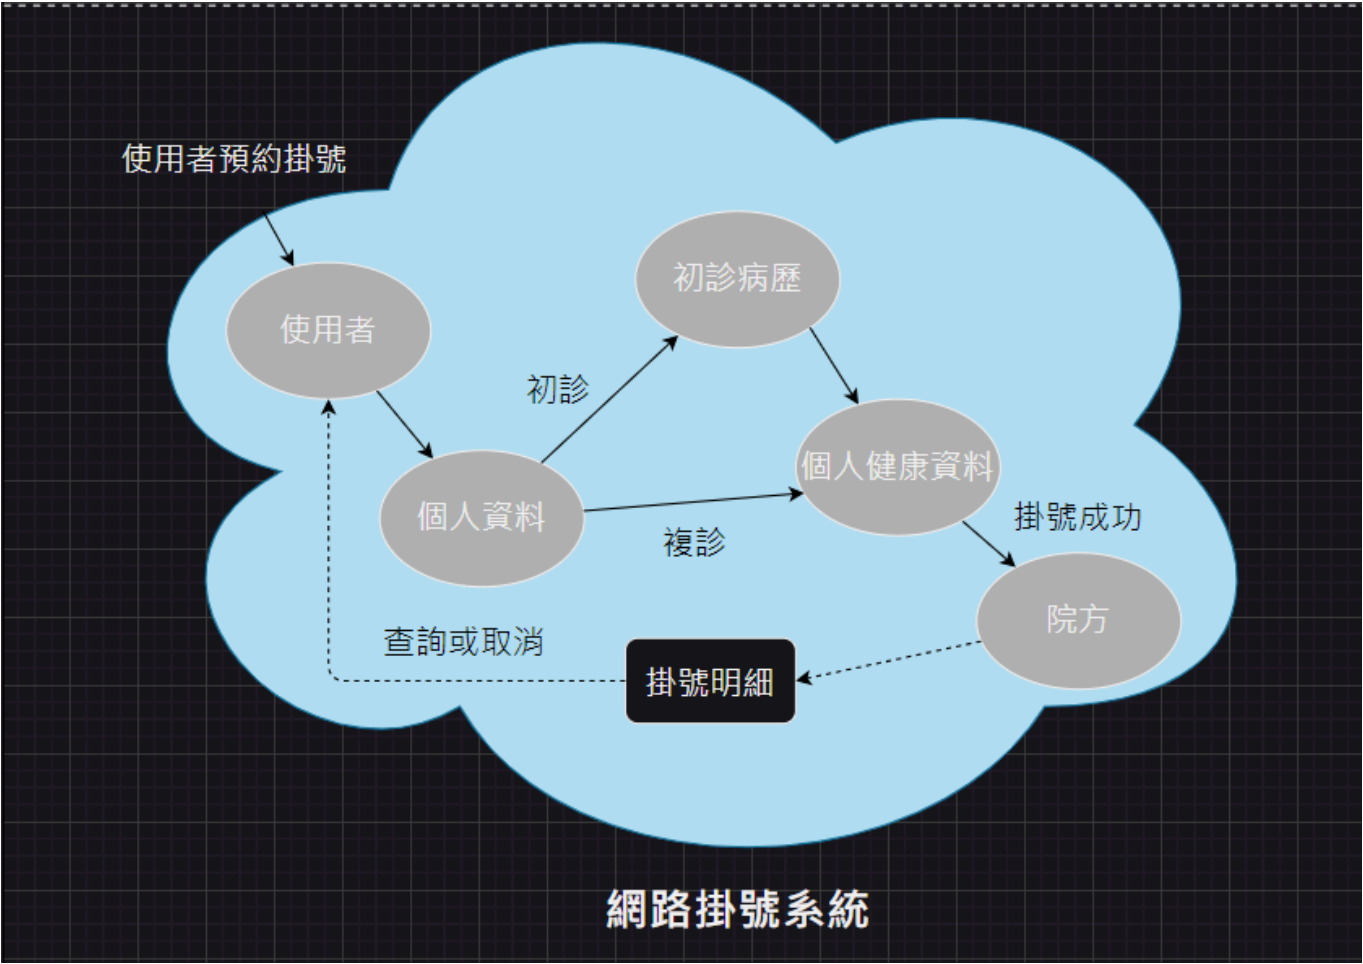 使用者預約掛號
初診病歷
使用者
初診
個人健康資料
個人資料
掛號成功
複診
院方
查詢或取消
掛號明細
網路掛號系統